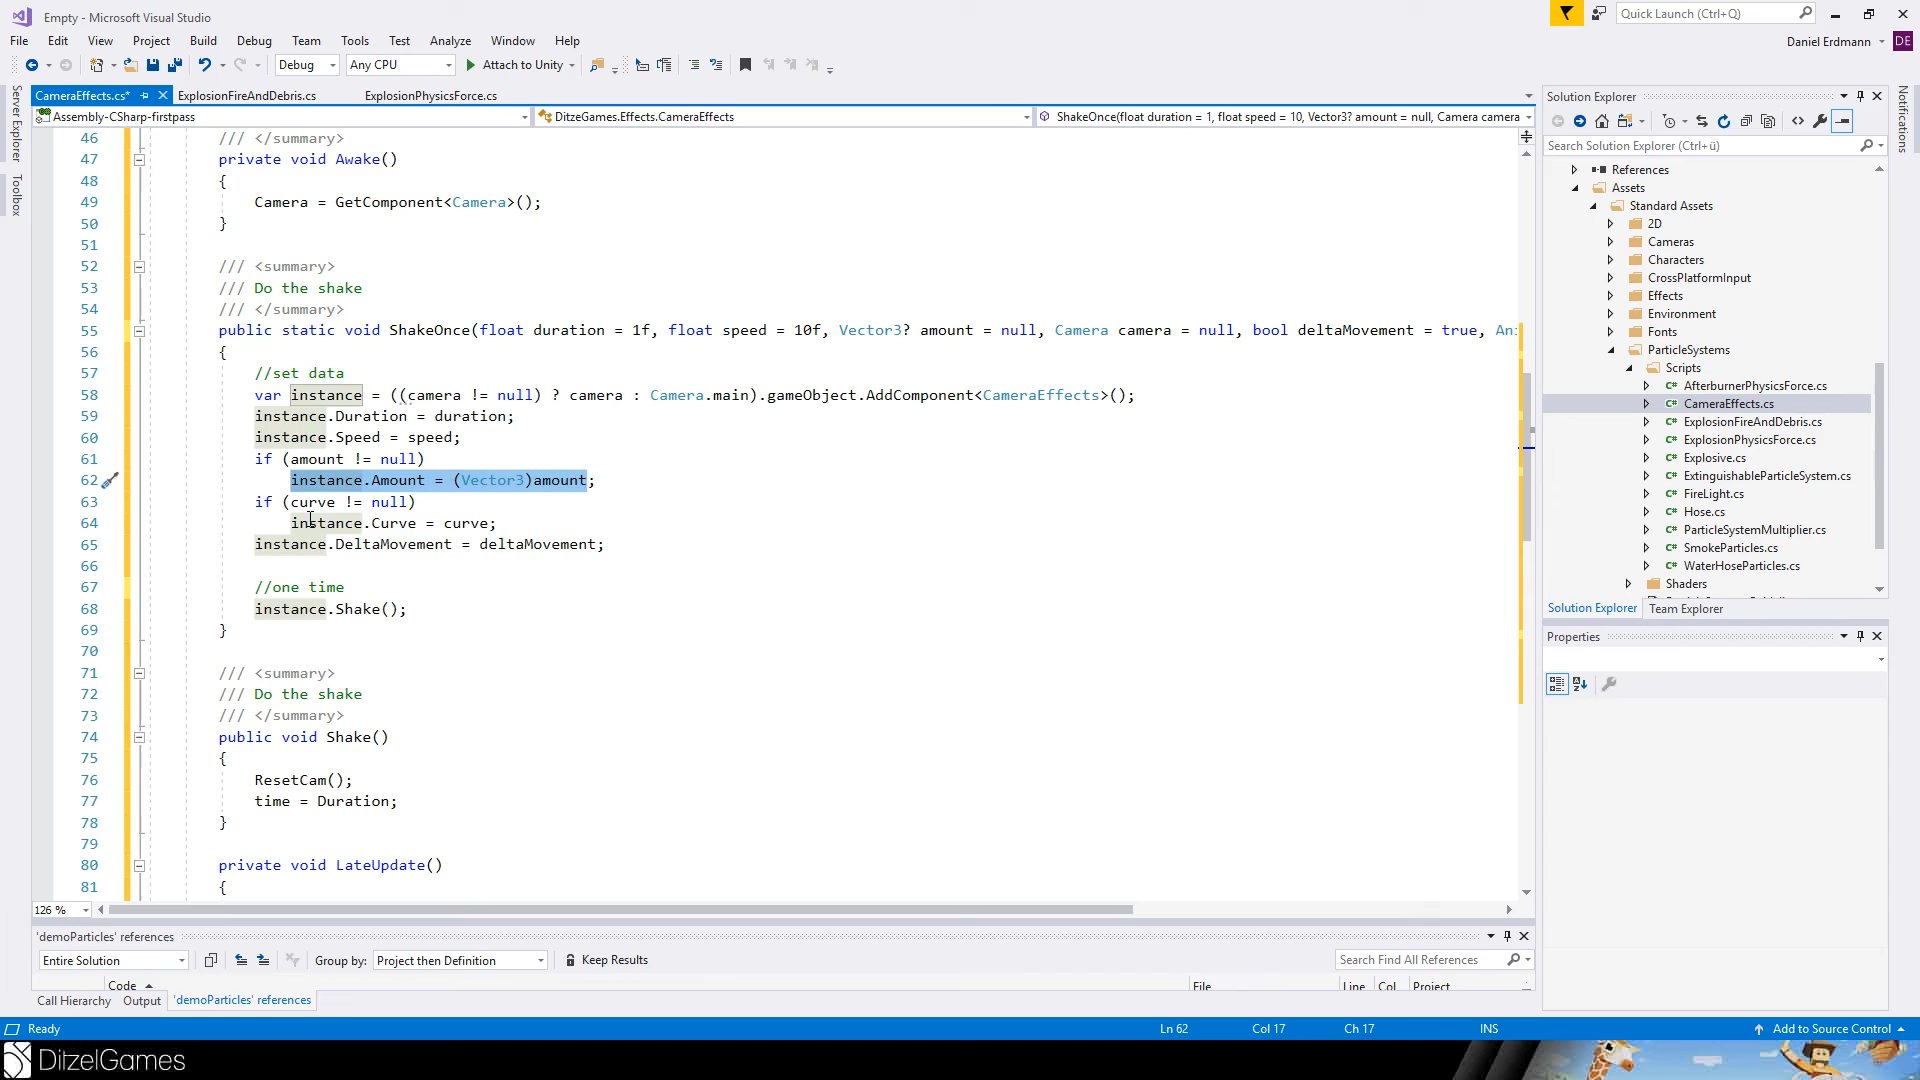 Empty - Microsoft Visual Studio
Quick Launch (Ctrl+Q)
File Edit View Project Build Debug Team Tools Test Analyze Window Help
Daniel Erdmann DE
Debug Any CPU Attach to Unity
CameraEffects.cs* ExplosionFireAndDebris.cs ExplosionPhysicsForce.cs
Assembly-CSharp-firstpass DitzeGames.Effects.CameraEffects ShakeOnce(float duration = 1, float speed = 10, Vector3? amount = null, Camera camera
Server Explorer
Toolbox
Notifications
46 /// </summary>
47 private void Awake()
48 {
49 Camera = GetComponent<Camera>();
50 }
51
52 /// <summary>
53 /// Do the shake
54 /// </summary>
55 public static void ShakeOnce(float duration = 1f, float speed = 10f, Vector3? amount = null, Camera camera = null, bool deltaMovement = true, An
56 {
57 //set data
58 var instance = ((camera != null) ? camera : Camera.main).gameObject.AddComponent<CameraEffects>();
59 instance.Duration = duration;
60 instance.Speed = speed;
61 if (amount != null)
62 instance.Amount = (Vector3)amount;
63 if (curve != null)
64 instance.Curve = curve;
65 instance.DeltaMovement = deltaMovement;
66
67 //one time
68 instance.Shake();
69 }
70
71 /// <summary>
72 /// Do the shake
73 /// </summary>
74 public void Shake()
75 {
76 ResetCam();
77 time = Duration;
78 }
79
80 private void LateUpdate()
81 {
126 %
Solution Explorer
Search Solution Explorer (Ctrl+ü)
References
Assets
Standard Assets
2D
Cameras
Characters
CrossPlatformInput
Effects
Environment
Fonts
ParticleSystems
Scripts
C# AfterburnerPhysicsForce.cs
C# CameraEffects.cs
C# ExplosionFireAndDebris.cs
C# ExplosionPhysicsForce.cs
C# Explosive.cs
C# ExtinguishableParticleSystem.cs
C# FireLight.cs
C# Hose.cs
C# ParticleSystemMultiplier.cs
C# SmokeParticles.cs
C# WaterHoseParticles.cs
Shaders
Solution Explorer Team Explorer
Properties
'demoParticles' references
Entire Solution Group by: Project then Definition Keep Results Search Find All References
Code File Line Col Project
Call Hierarchy Output 'demoParticles' references
Ready Ln 62 Col 17 Ch 17 INS Add to Source Control
DitzelGames